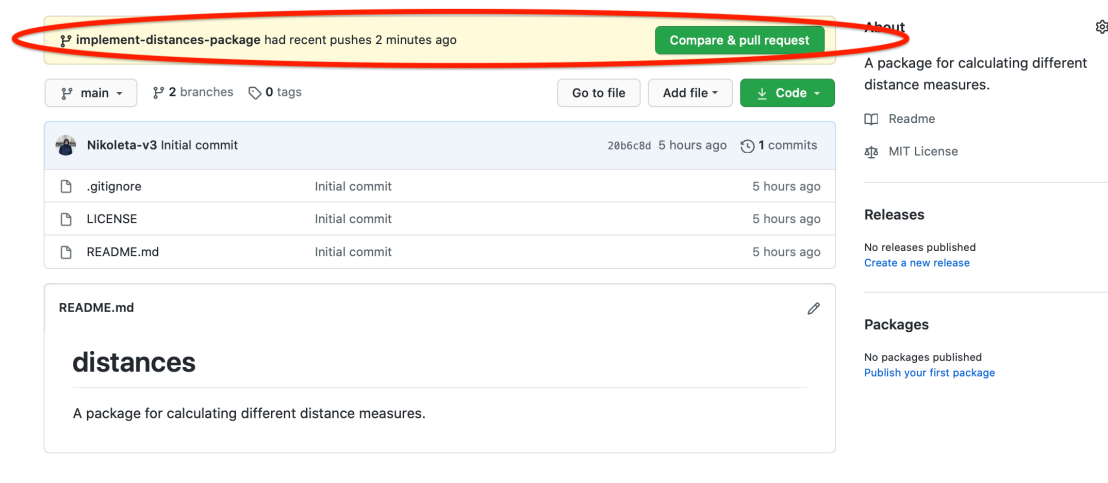 implement-distances-package had recent pushes 2 minutes ago
Compare & pull request
main
2 branches
0 tags
Go to file
Add file
Code
Nikoleta-v3 Initial commit
20b6c8d 5 hours ago
1 commits
.gitignore Initial commit 5 hours ago
LICENSE Initial commit 5 hours ago
README.md Initial commit 5 hours ago
README.md
distances
A package for calculating different distance measures.
About
A package for calculating different
distance measures.
Readme
MIT License
Releases
No releases published
Create a new release
Packages
No packages published
Publish your first package